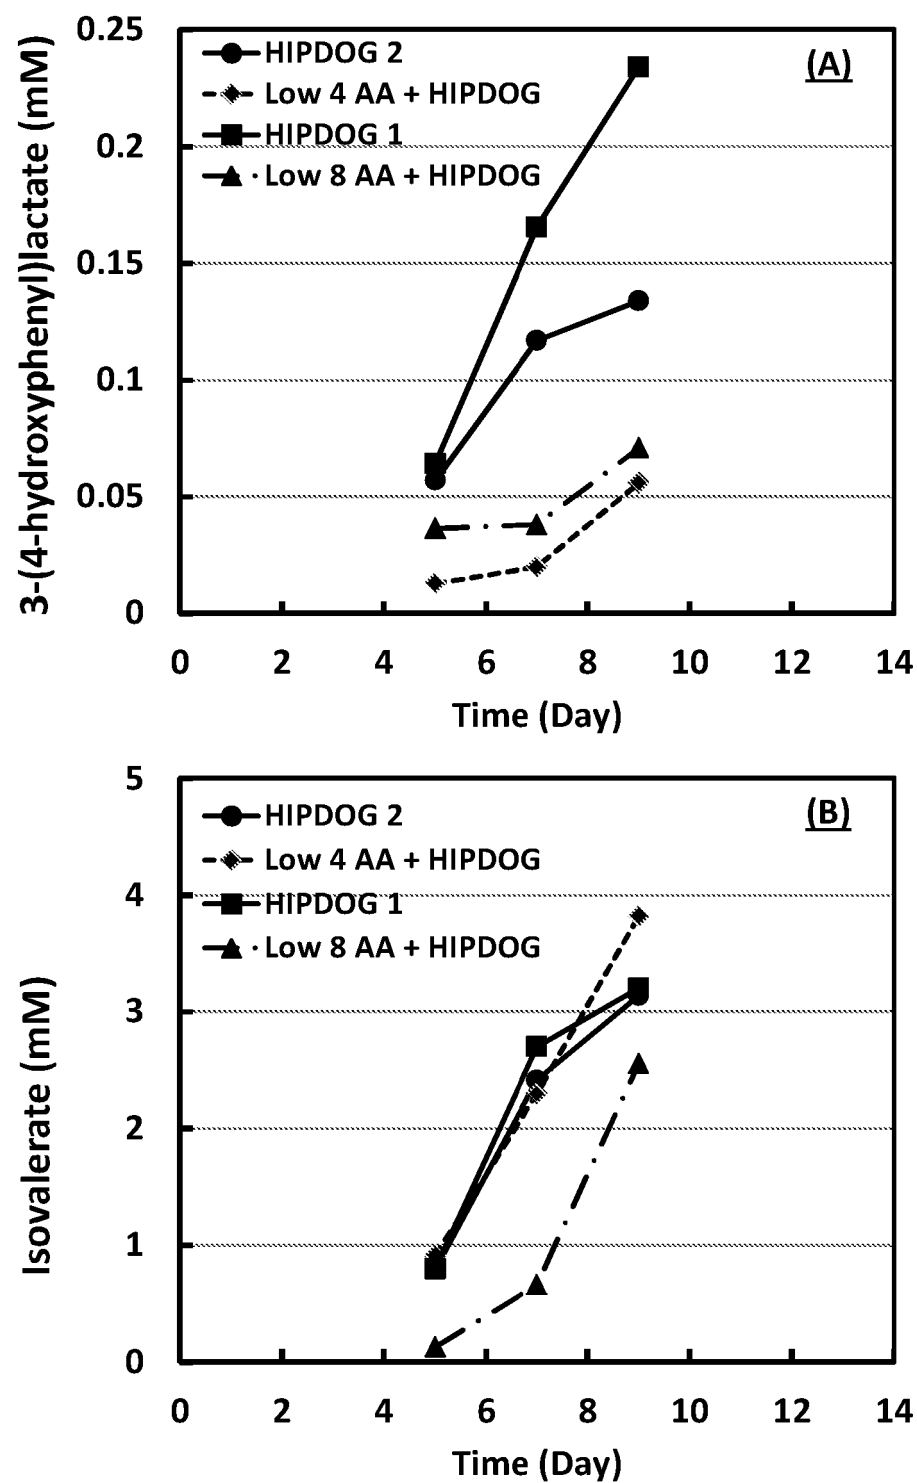 3-(4-hydroxyphenyl)lactate (mM)
0.25
0.2
0.15
0.1
0.05
0
HIPDOG 2
Low 4 AA + HIPDOG
HIPDOG 1
Low 8 AA + HIPDOG
(A)
0 2 4 6 8 10 12 14
Time (Day)
Isovalerate (mM)
5
4
3
2
1
0
HIPDOG 2
Low 4 AA + HIPDOG
HIPDOG 1
Low 8 AA + HIPDOG
(B)
0 2 4 6 8 10 12 14
Time (Day)